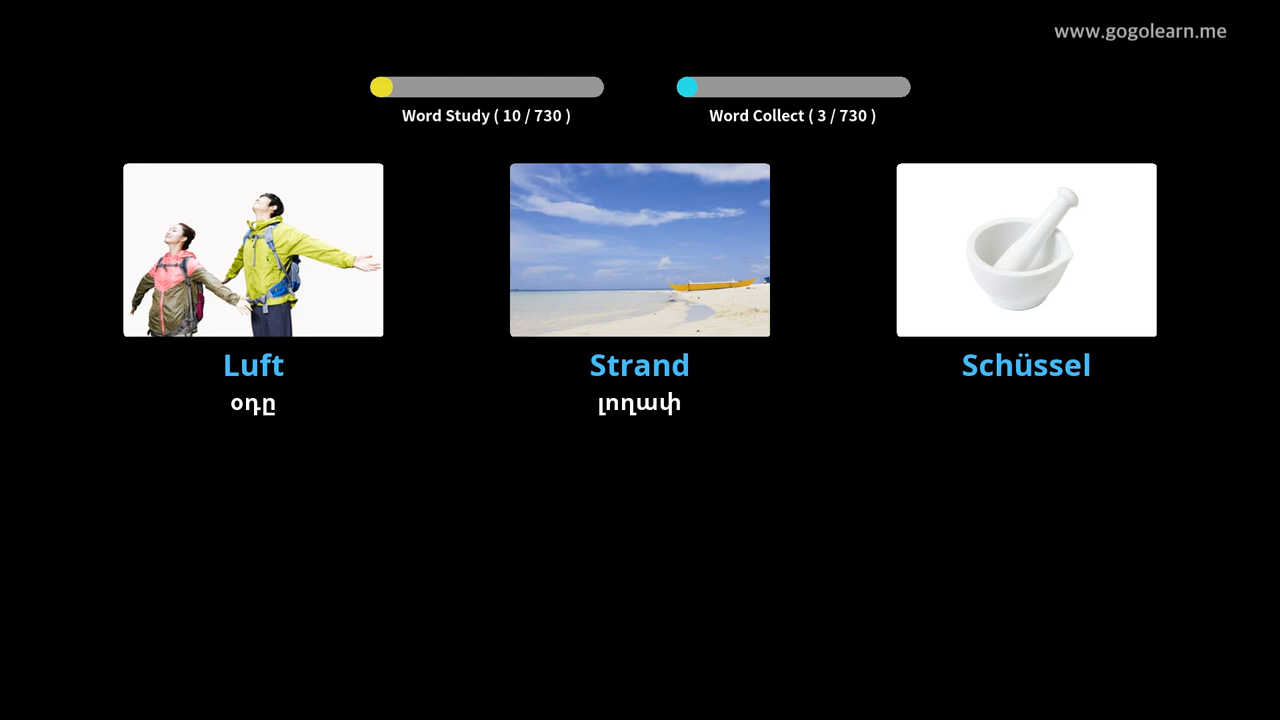 www.gogolearn.me
Word Study ( 10 / 730 )
Word Collect ( 3 / 730 )
Luft
օդը
Strand
լողափ
Schüssel